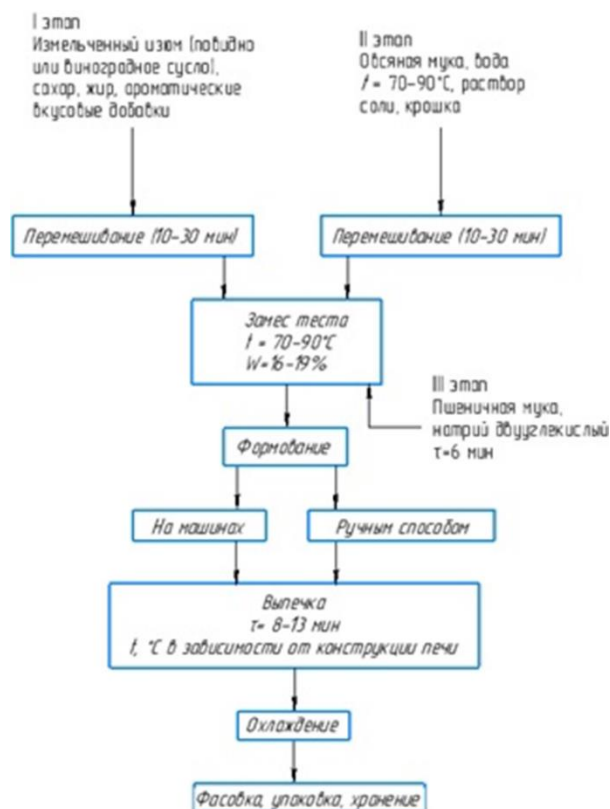 I этап
Измельченный изюм (повидло
или виноградное сусло),
сахар, жир, ароматические
вкусовые добавки
II этап
Овсяная мука, вода
t = 70-90°С, раствор
соли, крошка
Перемешивание (10-30 мин)
Перемешивание (10-30 мин)
Замес теста
t = 70-90°С
W=16-19%
III этап
Пшеничная мука,
натрий двууглекислый
τ=6 мин
Формование
На машинах
Ручным способом
Выпечка
τ= 8-13 мин
t, °С в зависимости от конструкции печи
Охлаждение
Фасовка, упаковка, хранение